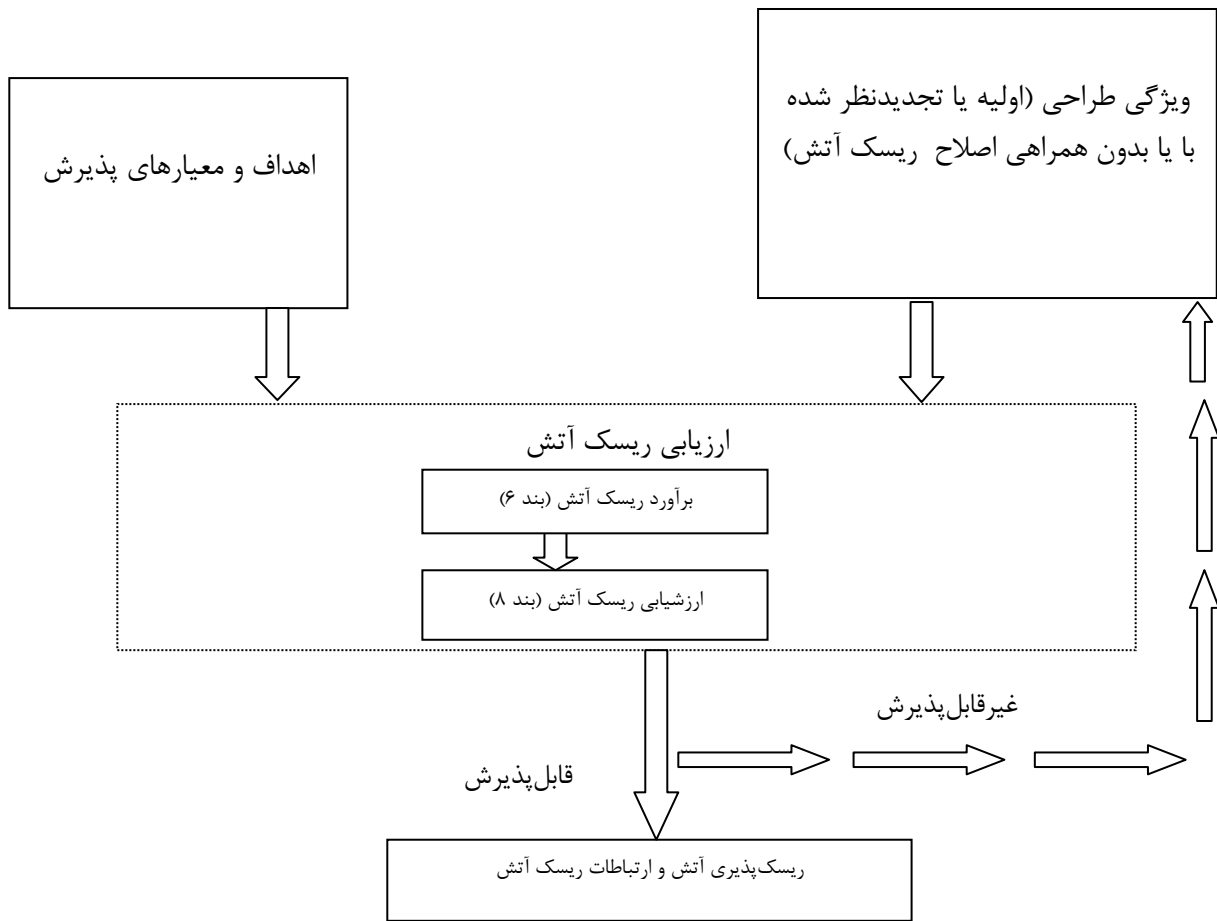 ویژگی طراحی (اولیه یا تجدیدنظر شده
با یا بدون همراهی اصلاح ریسک آتش)
اهداف و معیارهای پذیرش
ارزیابی ریسک آتش
برآورد ریسک آتش (بند ۶)
ارزشیابی ریسک آتش (بند ۸)
غیرقابل‌پذیرش
قابل‌پذیرش
ریسک‌پذیری آتش و ارتباطات ریسک آتش